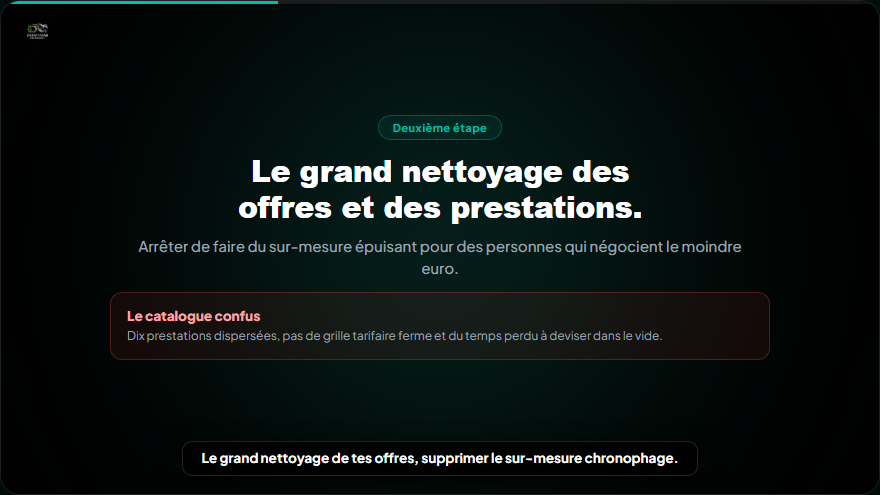 Deuxième étape
Le grand nettoyage des
offres et des prestations.
Arrêter de faire du sur-mesure épuisant pour des personnes qui négocient le moindre
euro.
Le catalogue confus
Dix prestations dispersées, pas de grille tarifaire ferme et du temps perdu à deviser dans le vide.
Le grand nettoyage de tes offres, supprimer le sur-mesure chronophage.